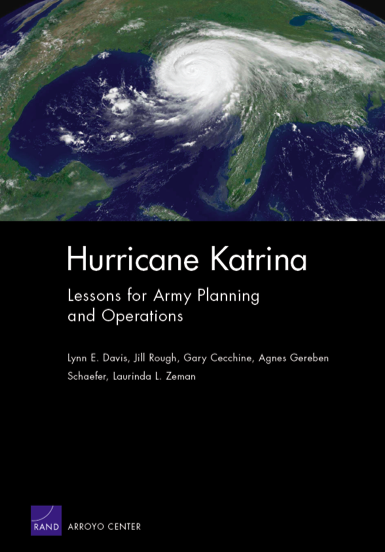 Hurricane Katrina
Lessons for Army Planning
and Operations
Lynn E. Davis, Jill Rough, Gary Cecchine, Agnes Gereben
Schaefer, Laurinda L. Zeman
RAND
ARROYO CENTER